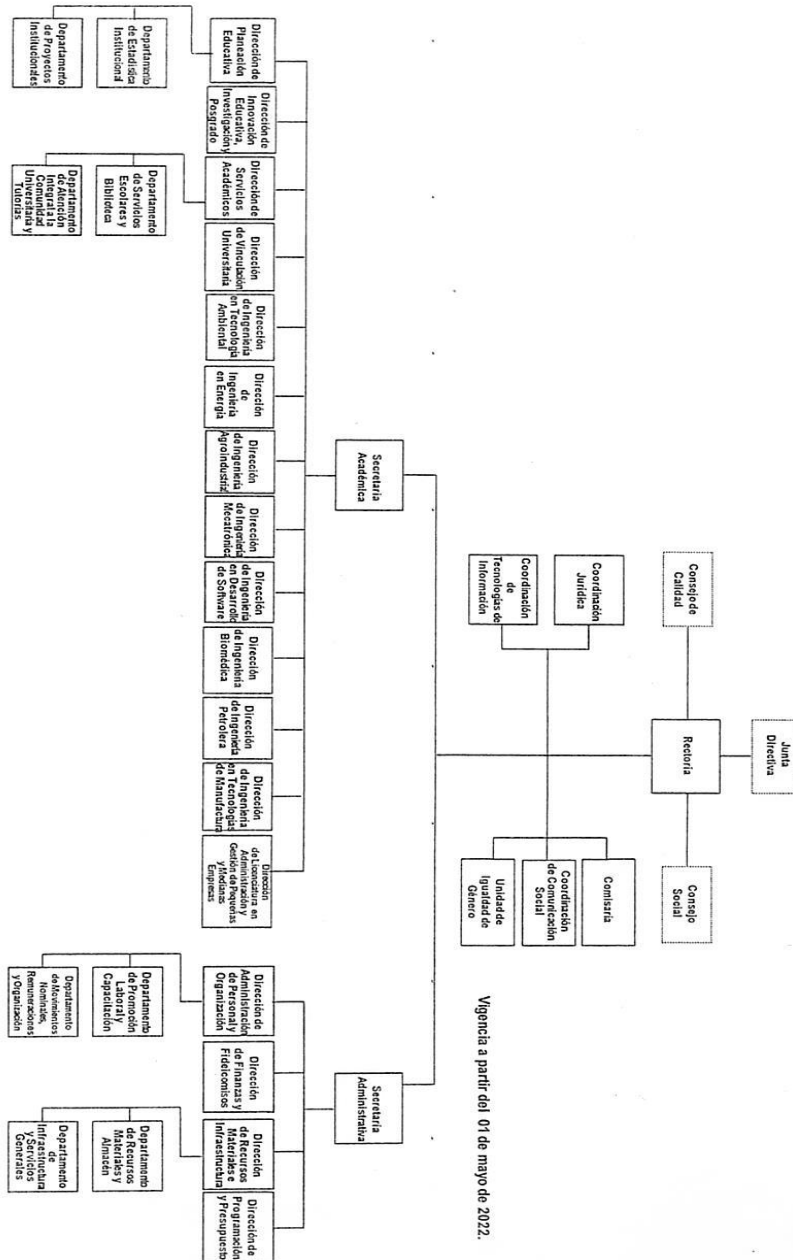 Junta
Directiva
Consejo de
Calidad
Rectoría
Consejo
Social
Coordinación
Jurídica
Comisaría
Coordinación
de
Tecnologías de
Información
Coordinación
de Comunicación
Social
Unidad de
Igualdad de
Género
Vigencia a partir del 01 de mayo de 2022.
Secretaria
Académica
Secretaria
Administrativa
Dirección de
Planeación
Educativa
Dirección de
Innovación
Educativa,
Investigación y
Posgrado
Dirección de
Servicios
Académicos
Dirección
de Vinculación
Universitaria
Dirección
de Ingeniería
en Tecnología
Ambiental
Dirección
de
Ingeniería
en Energía
Dirección
de Ingeniería
Agroindustrial
Dirección
de Ingeniería
Mecatrónica
Dirección
de Ingeniería
en Desarrollo
de Software
Dirección
de Ingeniería
Biomédica
Dirección
de Ingeniería
Petrolera
Dirección
de Ingeniería
en Tecnologías
de Manufactura
Dirección
de Licenciatura en
Administración y
Gestión de Pequeñas
y Medianas
Empresas
Dirección de
Administración
de Personal y
Organización
Dirección
de Finanzas y
Fideicomisos
Dirección
de Recursos
Materiales e
Infraestructura
Dirección de
Programación
y Presupuesto
Departamento
de Estadística
Institucional
Departamento
de Servicios
Escolares y
Biblioteca
Departamento
de Promoción
Laboral y
Capacitación
Departamento
de Recursos
Materiales y
Almacén
Departamento
de Proyectos
Institucionales
Departamento
de Atención
Integral a la
Comunidad
Universitaria y
Tutorías
Departamento
de Movimientos
Nominales,
Remuneraciones
y Organización
Departamento
de
Infraestructura
y Servicios
Generales